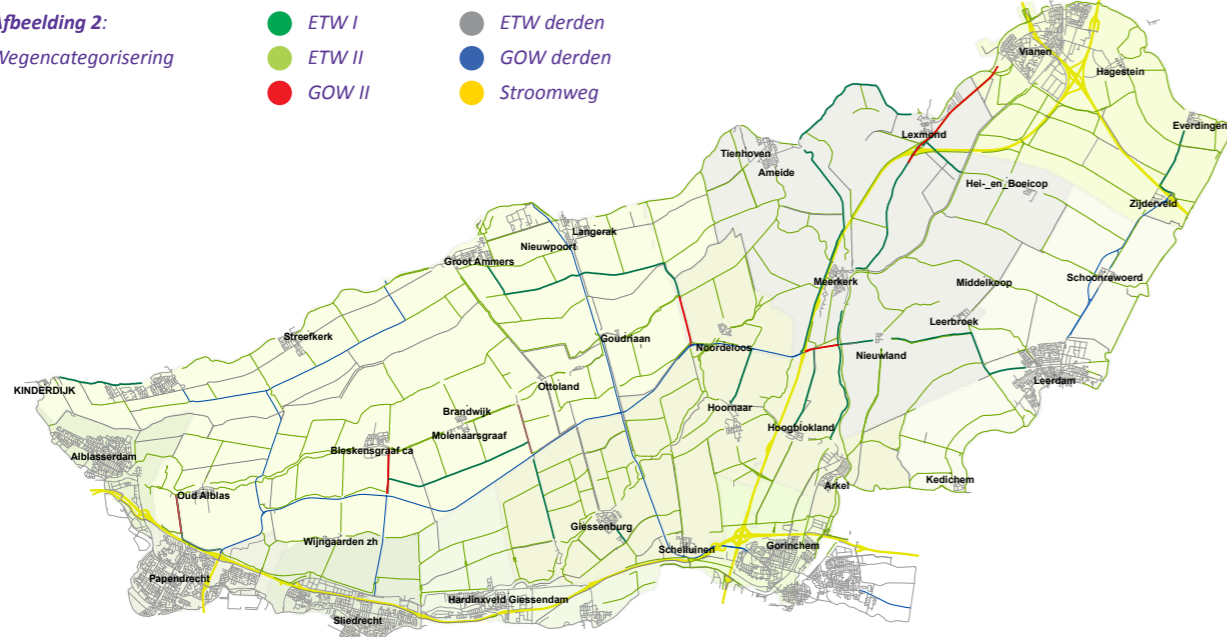 Afbeelding 2:
Wegencategorisering
ETW I
ETW II
GOW II
ETW derden
GOW derden
Stroomweg
Vianen
Hagestein
Everdingen
Lexmond
Tienhoven
Ameide
Hei-_en_Boeicop
Zijderveld
Langerak
Nieuwpoort
Groot Ammers
Meerkerk
Middelkoop
Schoonrewoerd
Leerbroek
Streefkerk
Goudriaan
Noordeloos
Nieuwland
Leerdam
KINDERDIJK
Ottoland
Hoornaar
Brandwijk
Hoogblokland
Molenaarsgraaf
Bleskensgraaf ca
Alblasserdam
Oud Alblas
Arkel
Kedichem
Giessenburg
Wijngaarden zh
Schelluinen
Gorinchem
Papendrecht
Hardinxveld Giessendam
Sliedrecht